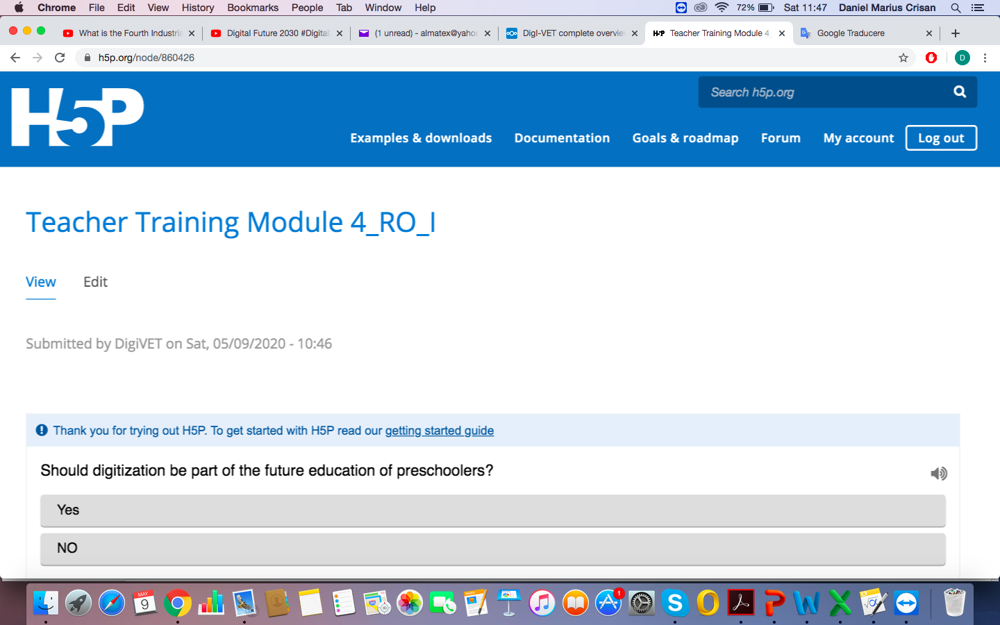 Chrome File Edit View History Bookmarks People Tab Window Help 72% Sat 11:47 Daniel Marius Crisan
What is the Fourth Industria Digital Future 2030 #Digital (1 unread) - almatex@yahoo DigI-VET complete overview H-P Teacher Training Module 4_ Google Traducere
h5p.org/node/860426 D
H5P
Search h5p.org
Examples & downloads Documentation Goals & roadmap Forum My account Log out
Teacher Training Module 4_RO_I
View Edit
Submitted by DigiVET on Sat, 05/09/2020 - 10:46
Thank you for trying out H5P. To get started with H5P read our getting started guide
Should digitization be part of the future education of preschoolers?
Yes
NO
MAY
9
1